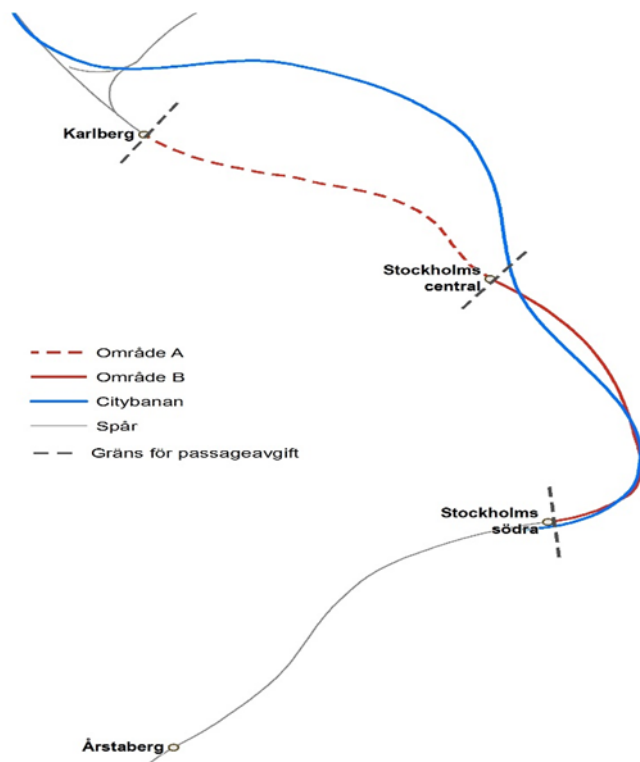 Karlberg
Stockholms
central
Område A
Område B
Citybanan
Spår
Gräns för passageavgift
Stockholms
södra
Årstaberg